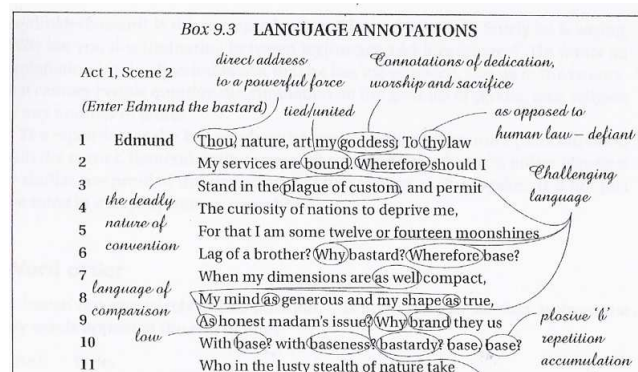 Box 9.3 LANGUAGE ANNOTATIONS
direct address
to a powerful force
Connotations of dedication,
worship and sacrifice
Act 1, Scene 2
(Enter Edmund the bastard)
tied/united
as opposed to
human law – defiant
1 Edmund Thou, nature, art my goddess; To thy law
2 My services are bound. Wherefore should I
Challenging
language
3 Stand in the plague of custom, and permit
the deadly
nature of
convention
4 The curiosity of nations to deprive me,
5 For that I am some twelve or fourteen moonshines
6 Lag of a brother? Why bastard? Wherefore base?
7 When my dimensions are as well compact,
language of
comparison
8 My mind as generous and my shape as true,
9 As honest madam's issue? Why brand they us
low
plosive 'b'
repetition
accumulation
10 With base? with baseness? bastardy? base, base?
11 Who in the lusty stealth of nature take